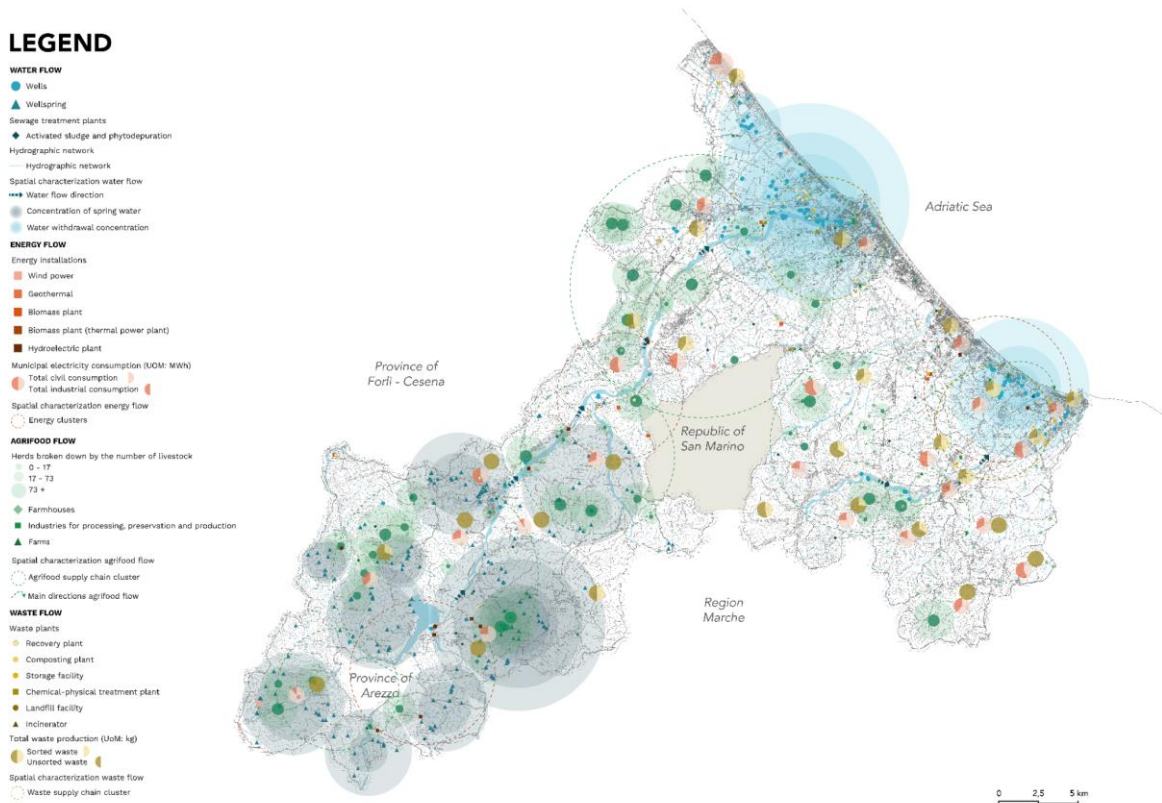 LEGEND
WATER FLOW
Wells
Wellspring
Sewage treatment plants
Activated sludge and phytodepuration
Hydrographic network
Hydrographic network
Spatial characterization water flow
Water flow direction
Concentration of spring water
Water withdrawal concentration
ENERGY FLOW
Energy installations
Wind power
Geothermal
Biomass plant
Biomass plant (thermal power plant)
Hydroelectric plant
Municipal electricity consumption (UOM: MWh)
Total civil consumption
Total industrial consumption
Spatial characterization energy flow
Energy clusters
AGRIFOOD FLOW
Herds broken down by the number of livestock
0 - 17
17 - 73
73 +
Farmhouses
Industries for processing, preservation and production
Farms
Spatial characterization agrifood flow
Agrifood supply chain cluster
Main directions agrifood flow
WASTE FLOW
Waste plants
Recovery plant
Composting plant
Storage facility
Chemical-physical treatment plant
Landfill facility
Incinerator
Total waste production (UoM: kg)
Sorted waste
Unsorted waste
Spatial characterization waste flow
Waste supply chain cluster
Adriatic Sea
Province of
Forlì - Cesena
Republic of
San Marino
Region
Marche
Province of
Arezzo
0 2,5 5 km